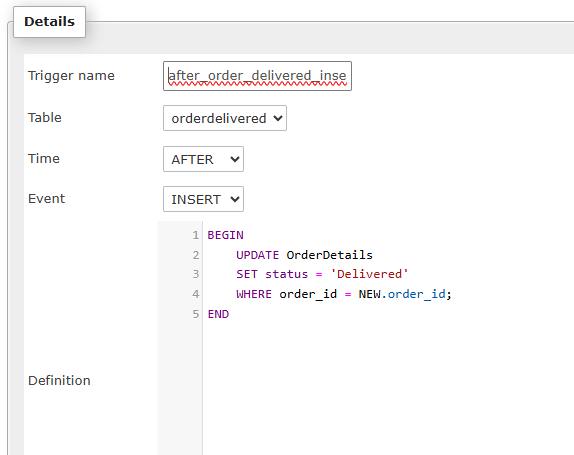 Details
Trigger name after_order_delivered_inse
Table orderdelivered
Time AFTER
Event INSERT
Definition
1 BEGIN
2     UPDATE OrderDetails
3     SET status = 'Delivered'
4     WHERE order_id = NEW.order_id;
5 END